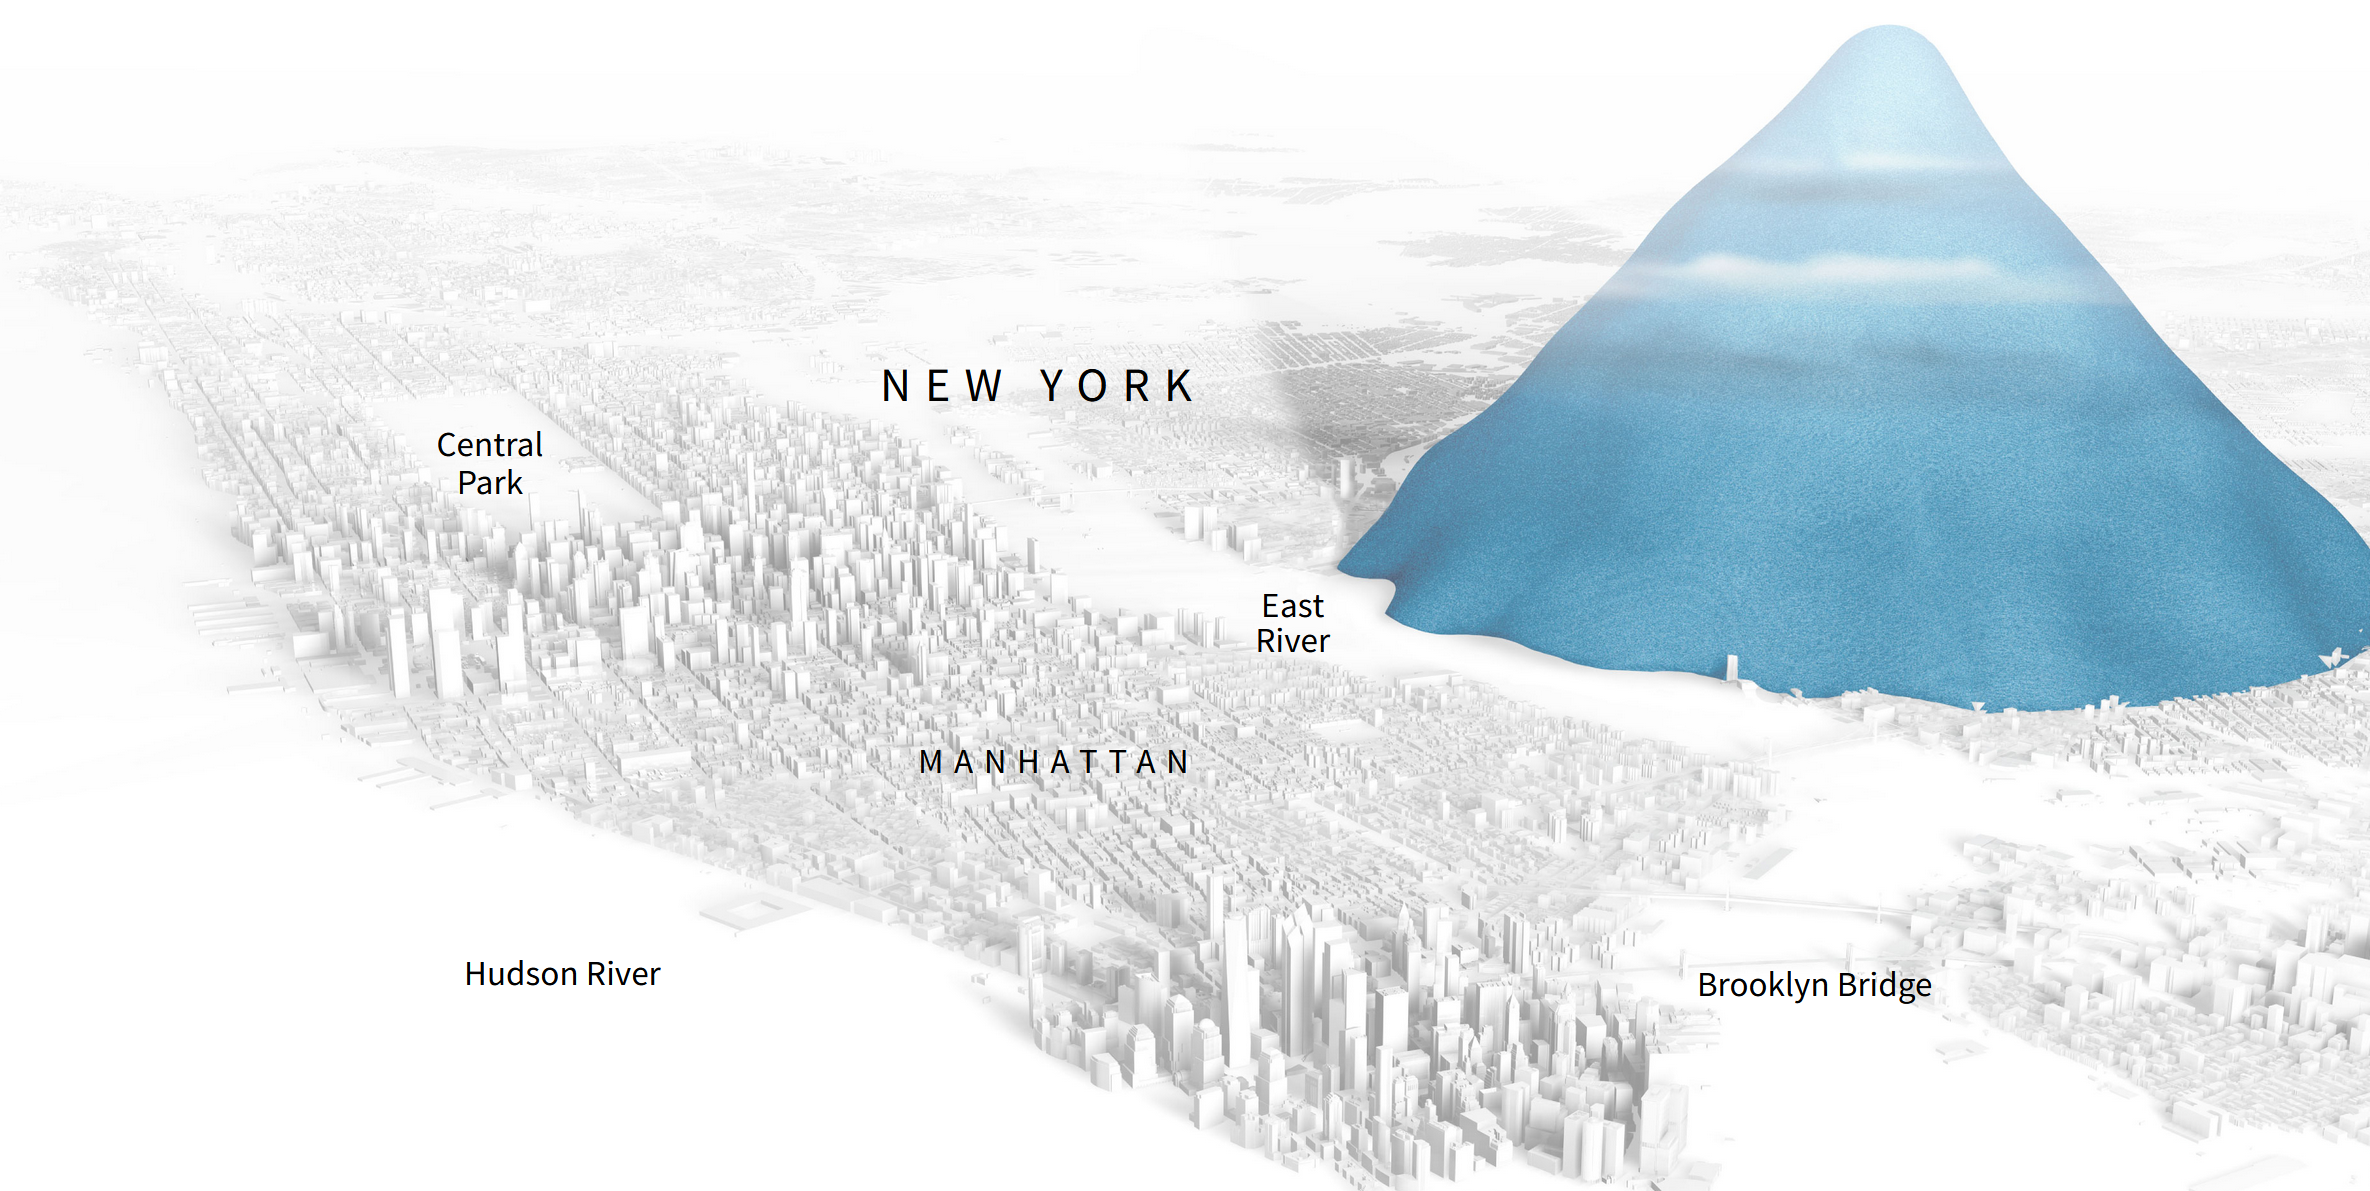 NEW YORK
Central
Park
East
River
MANHATTAN
Hudson River
Brooklyn Bridge